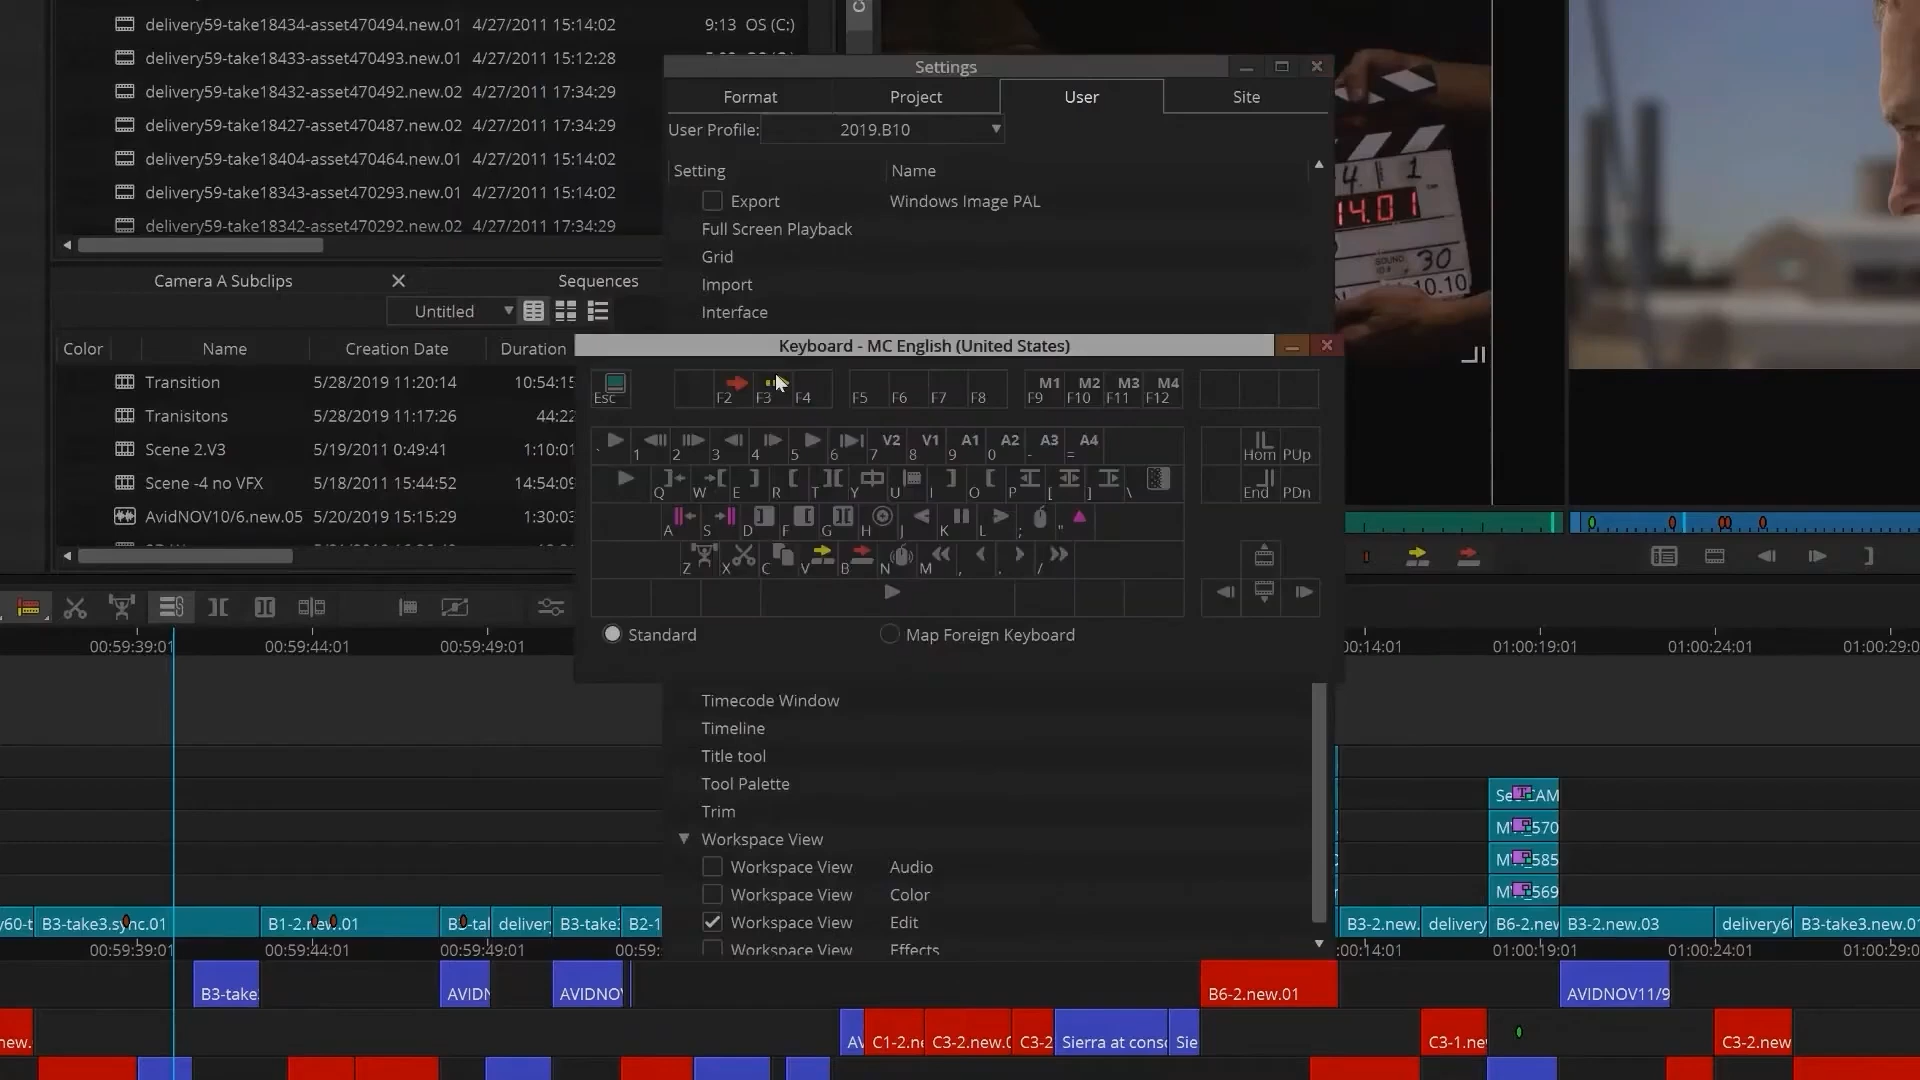 delivery59-take18434-asset470494.new.01 4/27/2011 15:14:02 9:13 OS (C:)
delivery59-take18433-asset470493.new.01 4/27/2011 15:12:28
delivery59-take18432-asset470492.new.02 4/27/2011 17:34:29
delivery59-take18427-asset470487.new.02 4/27/2011 17:34:29
delivery59-take18404-asset470464.new.01 4/27/2011 15:14:02
delivery59-take18343-asset470293.new.01 4/27/2011 15:14:02
delivery59-take18342-asset470292.new.02 4/27/2011 17:34:29
Camera A Subclips Sequences
Untitled
Color Name Creation Date Duration
Transition 5/28/2019 11:20:14 10:54:15
Transitons 5/28/2019 11:17:26 44:22
Scene 2.V3 5/19/2011 0:49:41 1:10:01
Scene -4 no VFX 5/18/2011 15:44:52 14:54:09
AvidNOV10/6.new.05 5/20/2019 15:15:29 1:30:03
Settings
Format Project User Site
User Profile: 2019.B10
Setting Name
Export Windows Image PAL
Full Screen Playback
Grid
Import
Interface
14.01
SOUND 30
10.10
Keyboard - MC English (United States)
M1 M2 M3 M4
Esc F2 F3 F4 F5 F6 F7 F8 F9 F10 F11 F12
V2 V1 A1 A2 A3 A4
` 1 2 3 4 5 6 7 8 9 0 - = Hom PUp
Q W E R T Y U I O P [ ] \ End PDn
A S D F G H J K L ; "
Z X C V B N M , . /
Standard Map Foreign Keyboard
Timecode Window
Timeline
Title tool
Tool Palette
Trim
Workspace View
Workspace View Audio
Workspace View Color
Workspace View Edit
Workspace View Effects
00:59:39:01 00:59:44:01 00:59:49:01 00:14:01 01:00:19:01 01:00:24:01 01:00:29:0
y60-t B3-take3.sync.01 B1-2.new.01 B3-tal delivery B3-take3 B2-1 B3-2.new. delivery B6-2.new B3-2.new.03 delivery6 B3-take3.new.01
00:59:39:01 00:59:44:01 00:59:49:01 00:59: :00:14:01 01:00:19:01 01:00:24:01 01:00:29:0
B3-take AVIDN AVIDNOV B6-2.new.01 AVIDNOV11/9
new. AV C1-2.ne C3-2.new.0 C3-2 Sierra at conso Sie C3-1.ne C3-2.new